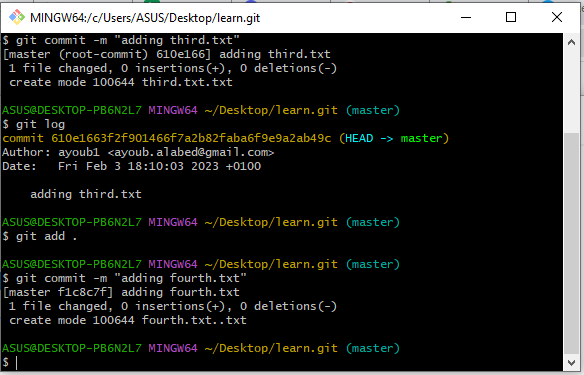 MINGW64:/c/Users/ASUS/Desktop/learn.git
$ git commit -m "adding third.txt"
[master (root-commit) 610e166] adding third.txt
 1 file changed, 0 insertions(+), 0 deletions(-)
 create mode 100644 third.txt.txt
ASUS@DESKTOP-PB6N2L7 MINGW64 ~/Desktop/learn.git (master)
$ git log
commit 610e1663f2f901466f7a2b82faba6f9e9a2ab49c (HEAD -> master)
Author: ayoub1 <ayoub.alabed@gmail.com>
Date:   Fri Feb 3 18:10:03 2023 +0100
    adding third.txt
ASUS@DESKTOP-PB6N2L7 MINGW64 ~/Desktop/learn.git (master)
$ git add .
ASUS@DESKTOP-PB6N2L7 MINGW64 ~/Desktop/learn.git (master)
$ git commit -m "adding fourth.txt"
[master f1c8c7f] adding fourth.txt
 1 file changed, 0 insertions(+), 0 deletions(-)
 create mode 100644 fourth.txt..txt
ASUS@DESKTOP-PB6N2L7 MINGW64 ~/Desktop/learn.git (master)
$